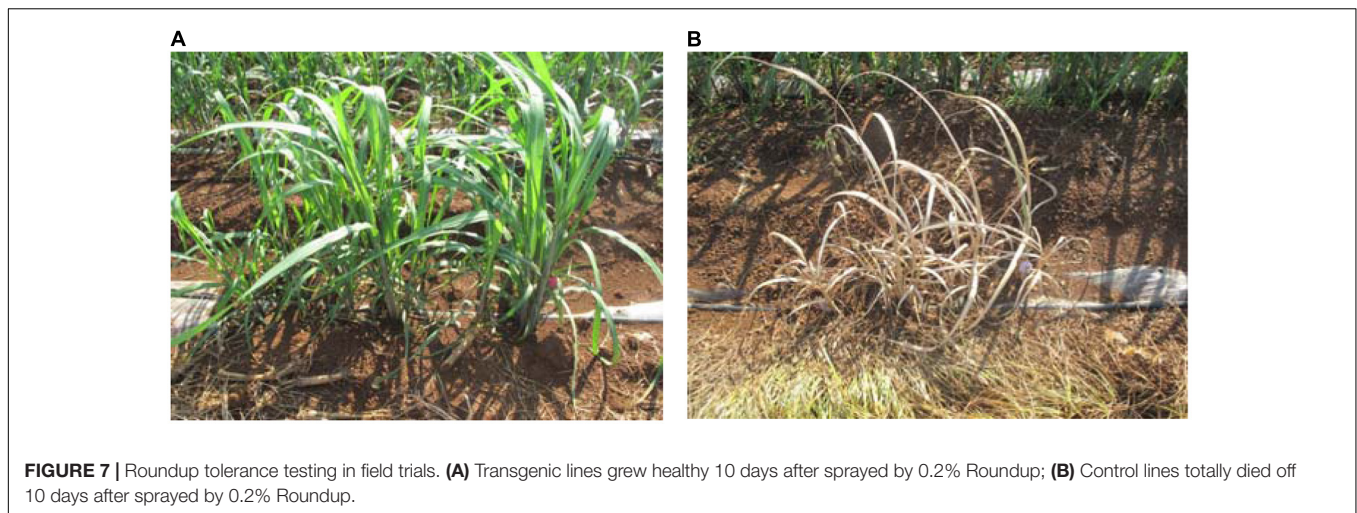 A
B
FIGURE 7 | Roundup tolerance testing in field trials. (A) Transgenic lines grew healthy 10 days after sprayed by 0.2% Roundup; (B) Control lines totally died off
10 days after sprayed by 0.2% Roundup.